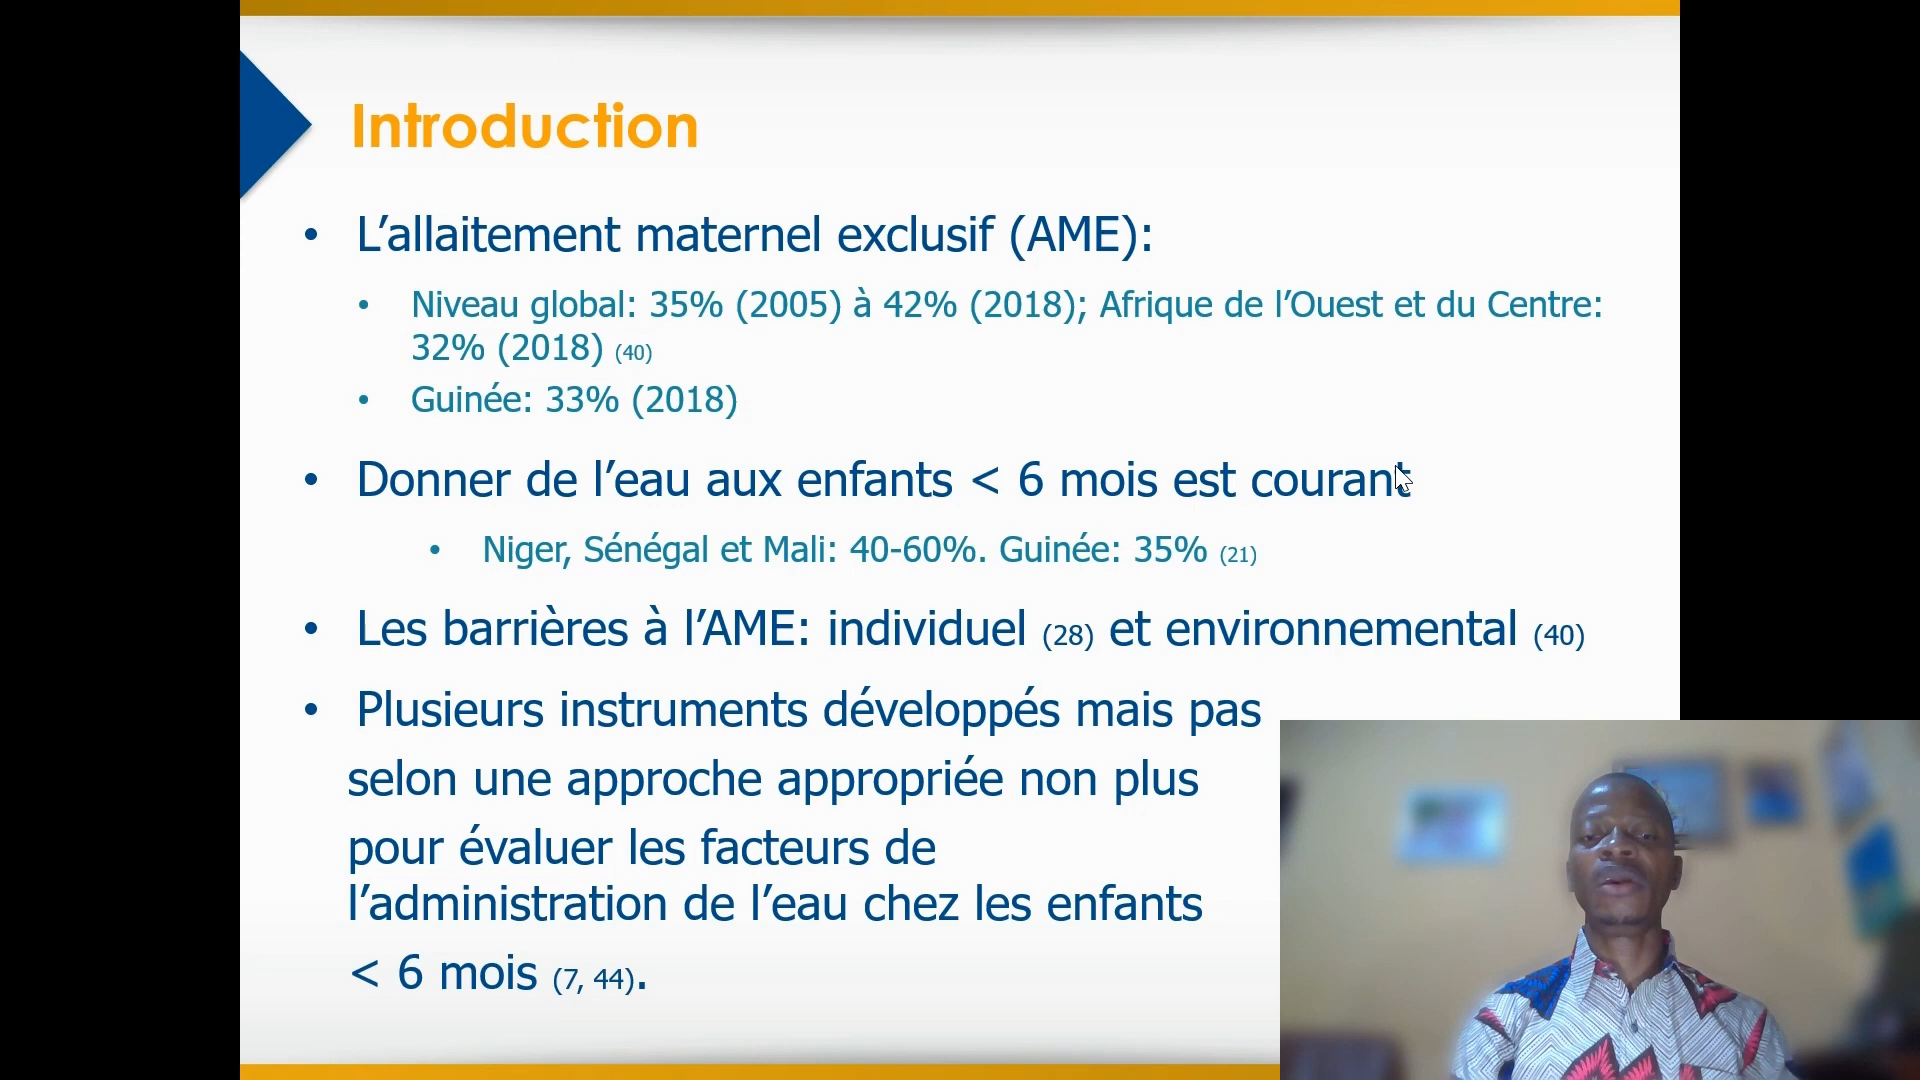 Introduction
• L’allaitement maternel exclusif (AME):
• Niveau global: 35% (2005) à 42% (2018); Afrique de l’Ouest et du Centre:
32% (2018) (40)
• Guinée: 33% (2018)
• Donner de l’eau aux enfants < 6 mois est courant
• Niger, Sénégal et Mali: 40-60%. Guinée: 35% (21)
• Les barrières à l’AME: individuel (28) et environnemental (40)
• Plusieurs instruments développés mais pas
selon une approche appropriée non plus
pour évaluer les facteurs de
l’administration de l’eau chez les enfants
< 6 mois (7, 44).